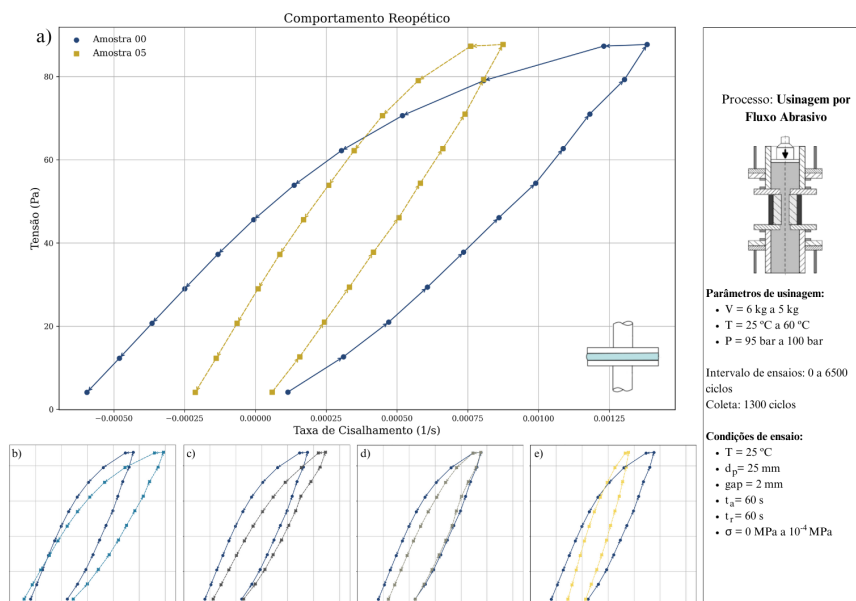 Comportamento Reopético
a)
Amostra 00
Amostra 05
Tensão (Pa)
80
60
40
20
0
−0.00050
−0.00025
0.00000
0.00025
0.00050
0.00075
0.00100
0.00125
Taxa de Cisalhamento (1/s)
b)
c)
d)
e)
Processo: Usinagem por
Fluxo Abrasivo
Parâmetros de usinagem:
• V = 6 kg a 5 kg
• T = 25 ºC a 60 ºC
• P = 95 bar a 100 bar
Intervalo de ensaios: 0 a 6500
ciclos
Coleta: 1300 ciclos
Condições de ensaio:
• T = 25 ºC
• dp= 25 mm
• gap = 2 mm
• ta= 60 s
• tr= 60 s
• σ = 0 MPa a 10⁻⁴ MPa